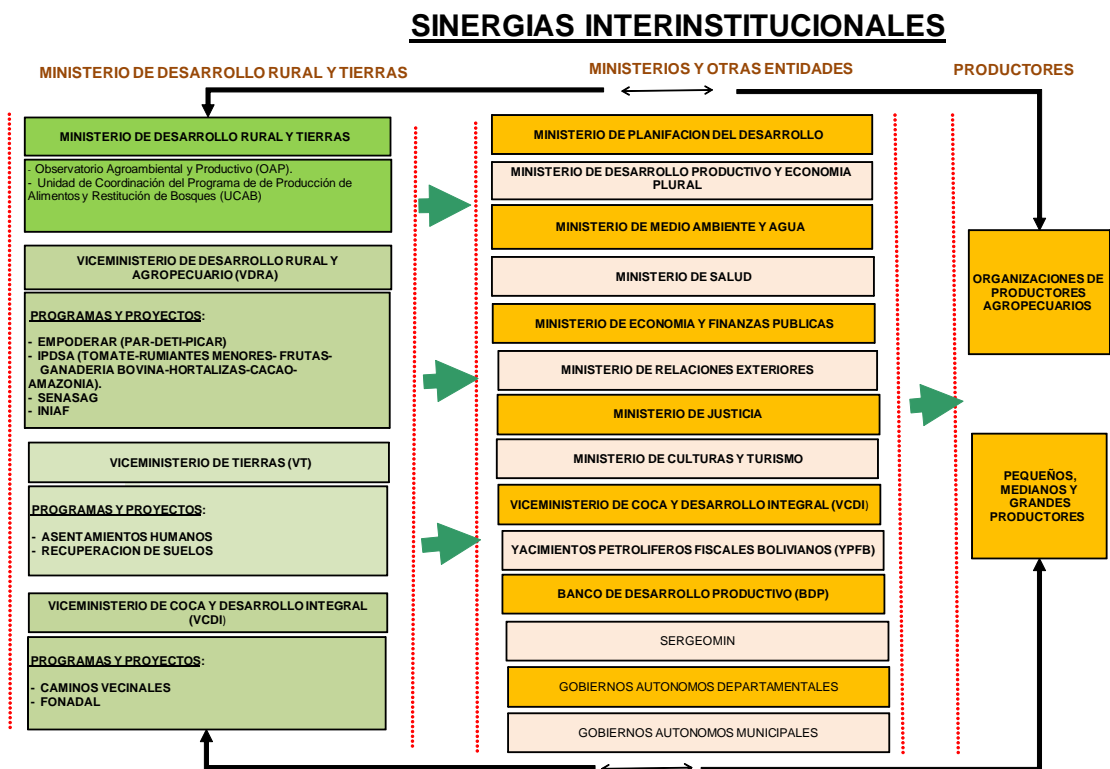 SINERGIAS INTERINSTITUCIONALES
MINISTERIO DE DESARROLLO RURAL Y TIERRAS
MINISTERIOS Y OTRAS ENTIDADES
PRODUCTORES
MINISTERIO DE DESARROLLO RURAL Y TIERRAS
- Observatorio Agroambiental y Productivo (OAP).
- Unidad de Coordinación del Programa de de Producción de
Alimentos y Restitución de Bosques (UCAB)
VICEMINISTERIO DE DESARROLLO RURAL Y
AGROPECUARIO (VDRA)
PROGRAMAS Y PROYECTOS:
- EMPODERAR (PAR-DETI-PICAR)
- IPDSA (TOMATE-RUMIANTES MENORES- FRUTAS-
GANADERIA BOVINA-HORTALIZAS-CACAO-
AMAZONIA).
- SENASAG
- INIAF
VICEMINISTERIO DE TIERRAS (VT)
PROGRAMAS Y PROYECTOS:
- ASENTAMIENTOS HUMANOS
- RECUPERACION DE SUELOS
VICEMINISTERIO DE COCA Y DESARROLLO INTEGRAL
(VCDI)
PROGRAMAS Y PROYECTOS:
- CAMINOS VECINALES
- FONADAL
MINISTERIO DE PLANIFACION DEL DESARROLLO
MINISTERIO DE DESARROLLO PRODUCTIVO Y ECONOMIA
PLURAL
MINISTERIO DE MEDIO AMBIENTE Y AGUA
MINISTERIO DE SALUD
MINISTERIO DE ECONOMIA Y FINANZAS PUBLICAS
MINISTERIO DE RELACIONES EXTERIORES
MINISTERIO DE JUSTICIA
MINISTERIO DE CULTURAS Y TURISMO
VICEMINISTERIO DE COCA Y DESARROLLO INTEGRAL (VCDI)
YACIMIENTOS PETROLIFEROS FISCALES BOLIVIANOS (YPFB)
BANCO DE DESARROLLO PRODUCTIVO (BDP)
SERGEOMIN
GOBIERNOS AUTONOMOS DEPARTAMENTALES
GOBIERNOS AUTONOMOS MUNICIPALES
ORGANIZACIONES DE
PRODUCTORES
AGROPECUARIOS
PEQUEÑOS,
MEDIANOS Y
GRANDES
PRODUCTORES